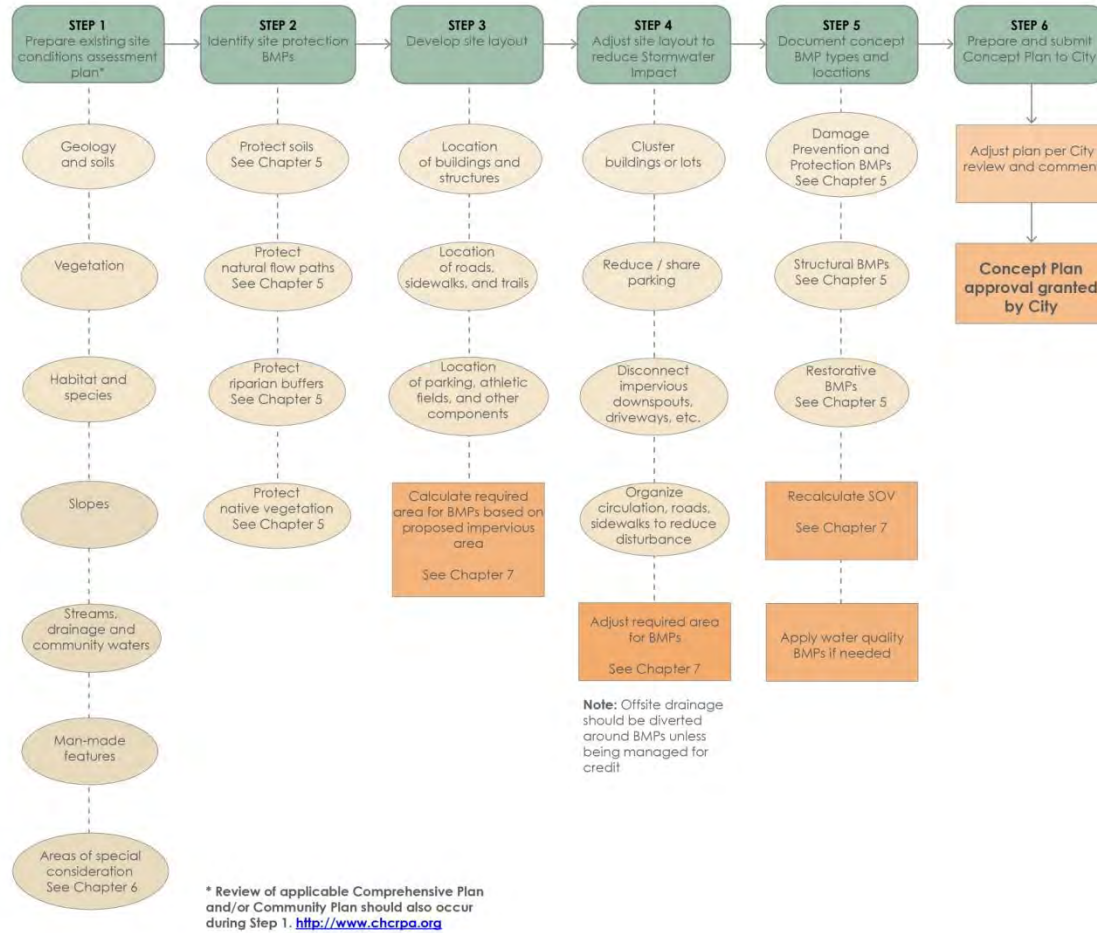 STEP 1
Prepare existing site
conditions assessment
plan*
STEP 2
Identify site protection
BMPs
STEP 3
Develop site layout
STEP 4
Adjust site layout to
reduce Stormwater
Impact
STEP 5
Document concept
BMP types and
locations
STEP 6
Prepare and submit
Concept Plan to City
Geology
and soils
Vegetation
Habitat and
species
Slopes
Streams,
drainage and
community waters
Man-made
features
Areas of special
consideration
See Chapter 6
Protect soils
See Chapter 5
Protect
natural flow paths
See Chapter 5
Protect
riparian buffers
See Chapter 5
Protect
native vegetation
See Chapter 5
Location
of buildings and
structures
Location
of roads,
sidewalks, and trails
Location
of parking, athletic
fields, and other
components
Calculate required
area for BMPs based on
proposed impervious
area
See Chapter 7
Cluster
buildings or lots
Reduce / share
parking
Disconnect
impervious
downspouts,
driveways, etc.
Organize
circulation, roads,
sidewalks to reduce
disturbance
Adjust required area
for BMPs
See Chapter 7
Note: Offsite drainage
should be diverted
around BMPs unless
being managed for
credit
Damage
Prevention and
Protection BMPs
See Chapter 5
Structural BMPs
See Chapter 5
Restorative
BMPs
See Chapter 5
Recalculate SOV
See Chapter 7
Apply water quality
BMPs if needed
Adjust plan per City
review and comment
Concept Plan
approval granted
by City
* Review of applicable Comprehensive Plan
and/or Community Plan should also occur
during Step 1. http://www.chcrpa.org